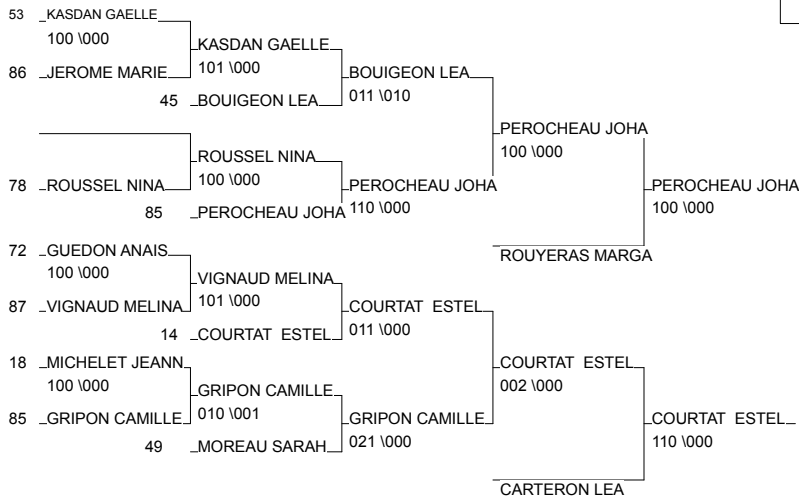 53 KASDAN GAELLE
100 \000
KASDAN GAELLE
101 \000
86 JEROME MARIE
BOUIGEON LEA
011 \010
45 BOUIGEON LEA
PEROCHEAU JOHA
100 \000
ROUSSEL NINA
100 \000
78 ROUSSEL NINA
PEROCHEAU JOHA
110 \000
PEROCHEAU JOHA
100 \000
85 PEROCHEAU JOHA
72 GUEDON ANAIS
100 \000
ROUYERAS MARGA
VIGNAUD MELINA
101 \000
87 VIGNAUD MELINA
COURTAT ESTEL
011 \000
14 COURTAT ESTEL
18 MICHELET JEANN
100 \000
COURTAT ESTEL
002 \000
GRIPON CAMILLE
010 \001
85 GRIPON CAMILLE
GRIPON CAMILLE
021 \000
COURTAT ESTEL
110 \000
49 MOREAU SARAH
CARTERON LEA